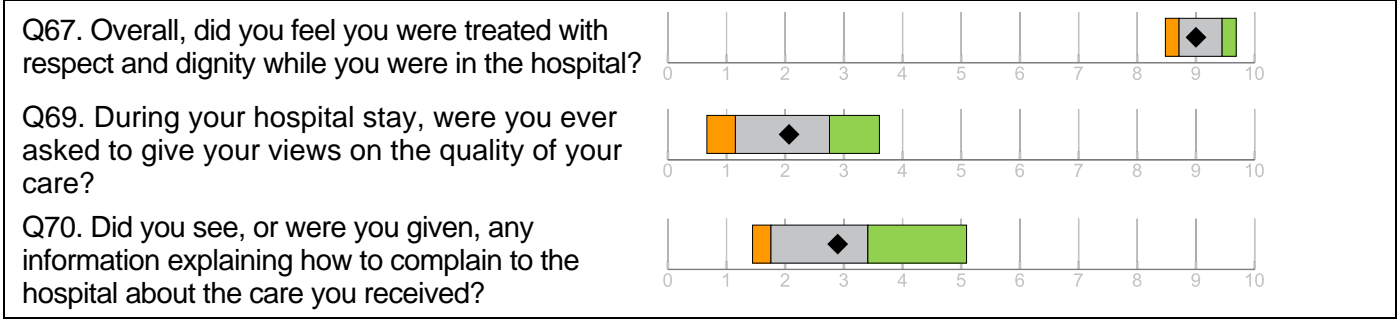 Q67. Overall, did you feel you were treated with
respect and dignity while you were in the hospital?
0 1 2 3 4 5 6 7 8 9 10
Q69. During your hospital stay, were you ever
asked to give your views on the quality of your
care?
0 1 2 3 4 5 6 7 8 9 10
Q70. Did you see, or were you given, any
information explaining how to complain to the
hospital about the care you received?
0 1 2 3 4 5 6 7 8 9 10